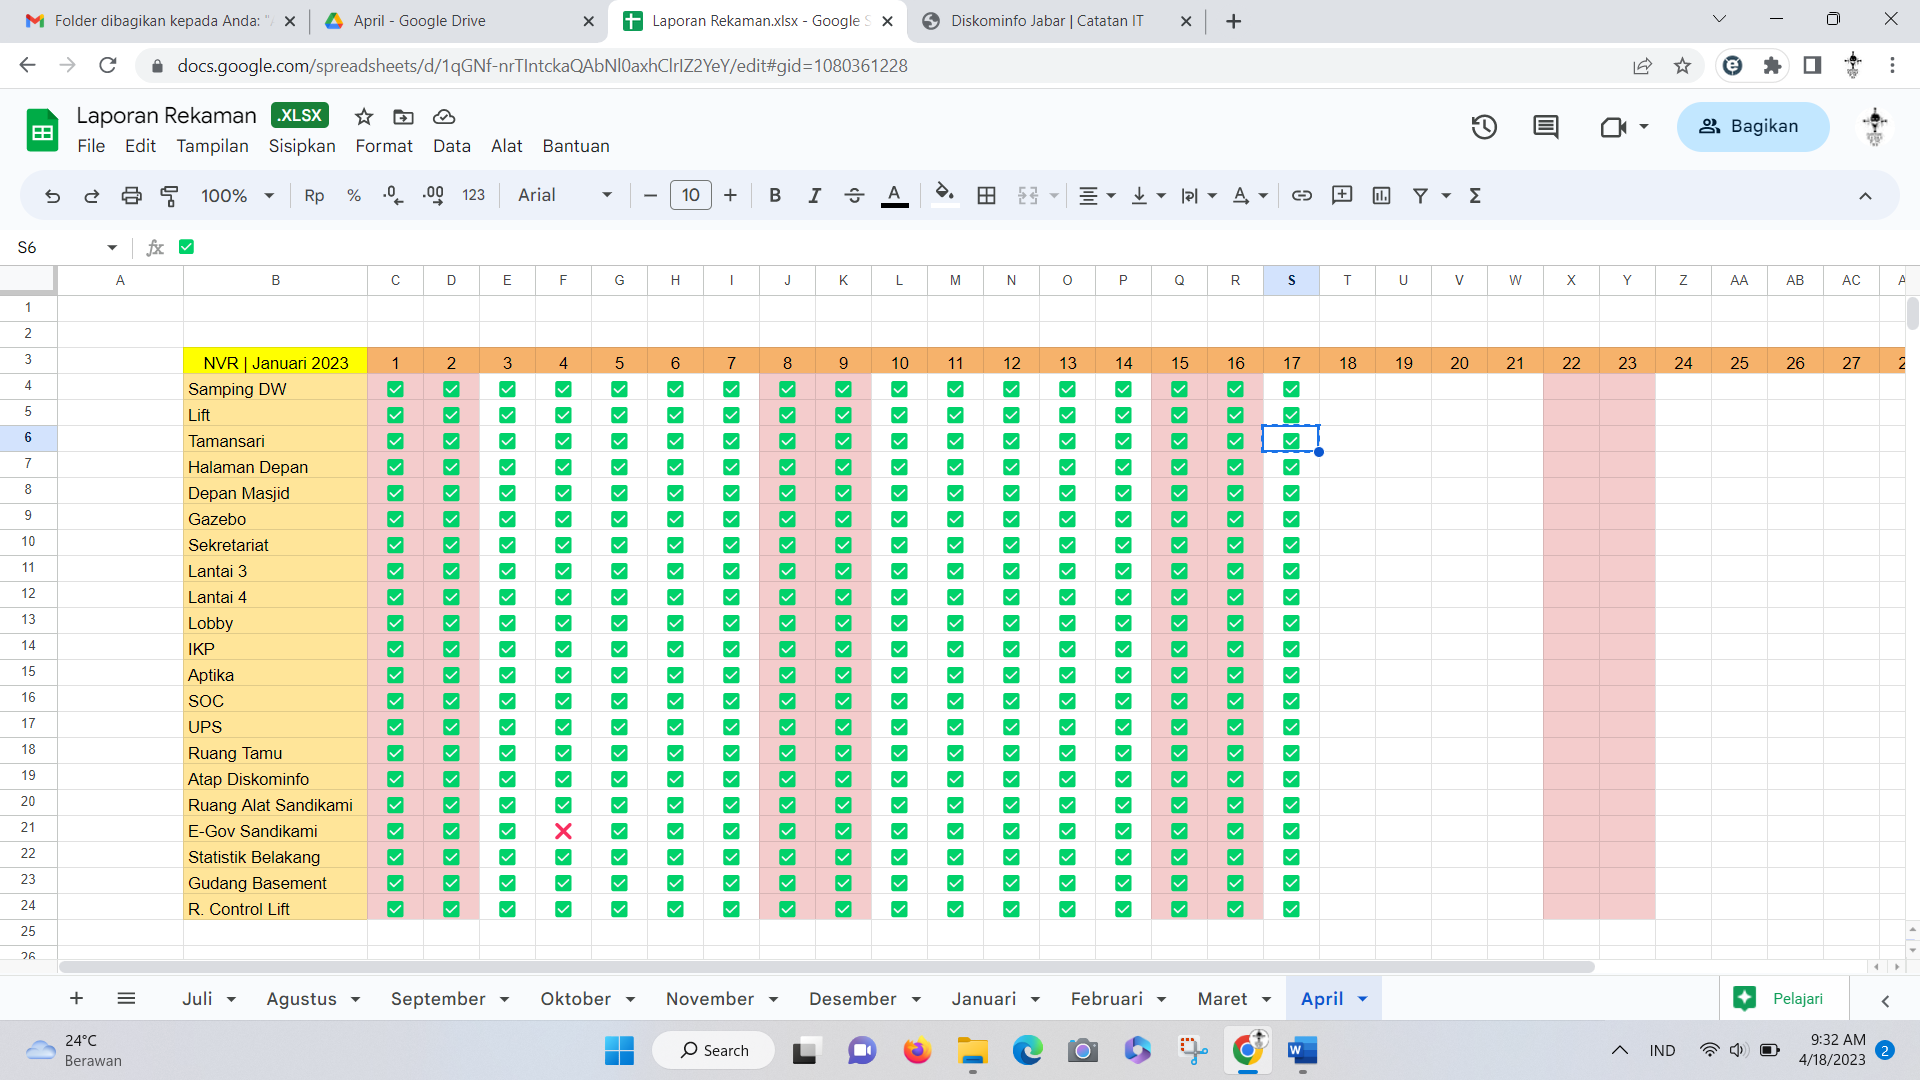 Folder dibagikan kepada Anda: "A
April - Google Drive
Laporan Rekaman.xlsx - Google S
Diskominfo Jabar | Catatan IT
docs.google.com/spreadsheets/d/1qGNf-nrTIntckaQAbNl0axhClrIZ2YeY/edit#gid=1080361228
Laporan Rekaman .XLSX
File Edit Tampilan Sisipkan Format Data Alat Bantuan
Bagikan
100% Rp % .0 .00 123 Arial 10 B I S A
S6 fx ✅
A B C D E F G H I J K L M N O P Q R S T U V W X Y Z AA AB AC A
1
2
3 NVR | Januari 2023 1 2 3 4 5 6 7 8 9 10 11 12 13 14 15 16 17 18 19 20 21 22 23 24 25 26 27 2
4 Samping DW ✅ ✅ ✅ ✅ ✅ ✅ ✅ ✅ ✅ ✅ ✅ ✅ ✅ ✅ ✅ ✅ ✅
5 Lift ✅ ✅ ✅ ✅ ✅ ✅ ✅ ✅ ✅ ✅ ✅ ✅ ✅ ✅ ✅ ✅ ✅
6 Tamansari ✅ ✅ ✅ ✅ ✅ ✅ ✅ ✅ ✅ ✅ ✅ ✅ ✅ ✅ ✅ ✅ ✅
7 Halaman Depan ✅ ✅ ✅ ✅ ✅ ✅ ✅ ✅ ✅ ✅ ✅ ✅ ✅ ✅ ✅ ✅ ✅
8 Depan Masjid ✅ ✅ ✅ ✅ ✅ ✅ ✅ ✅ ✅ ✅ ✅ ✅ ✅ ✅ ✅ ✅ ✅
9 Gazebo ✅ ✅ ✅ ✅ ✅ ✅ ✅ ✅ ✅ ✅ ✅ ✅ ✅ ✅ ✅ ✅ ✅
10 Sekretariat ✅ ✅ ✅ ✅ ✅ ✅ ✅ ✅ ✅ ✅ ✅ ✅ ✅ ✅ ✅ ✅ ✅
11 Lantai 3 ✅ ✅ ✅ ✅ ✅ ✅ ✅ ✅ ✅ ✅ ✅ ✅ ✅ ✅ ✅ ✅ ✅
12 Lantai 4 ✅ ✅ ✅ ✅ ✅ ✅ ✅ ✅ ✅ ✅ ✅ ✅ ✅ ✅ ✅ ✅ ✅
13 Lobby ✅ ✅ ✅ ✅ ✅ ✅ ✅ ✅ ✅ ✅ ✅ ✅ ✅ ✅ ✅ ✅ ✅
14 IKP ✅ ✅ ✅ ✅ ✅ ✅ ✅ ✅ ✅ ✅ ✅ ✅ ✅ ✅ ✅ ✅ ✅
15 Aptika ✅ ✅ ✅ ✅ ✅ ✅ ✅ ✅ ✅ ✅ ✅ ✅ ✅ ✅ ✅ ✅ ✅
16 SOC ✅ ✅ ✅ ✅ ✅ ✅ ✅ ✅ ✅ ✅ ✅ ✅ ✅ ✅ ✅ ✅ ✅
17 UPS ✅ ✅ ✅ ✅ ✅ ✅ ✅ ✅ ✅ ✅ ✅ ✅ ✅ ✅ ✅ ✅ ✅
18 Ruang Tamu ✅ ✅ ✅ ✅ ✅ ✅ ✅ ✅ ✅ ✅ ✅ ✅ ✅ ✅ ✅ ✅ ✅
19 Atap Diskominfo ✅ ✅ ✅ ✅ ✅ ✅ ✅ ✅ ✅ ✅ ✅ ✅ ✅ ✅ ✅ ✅ ✅
20 Ruang Alat Sandikami ✅ ✅ ✅ ✅ ✅ ✅ ✅ ✅ ✅ ✅ ✅ ✅ ✅ ✅ ✅ ✅ ✅
21 E-Gov Sandikami ✅ ✅ ✅ ❌ ✅ ✅ ✅ ✅ ✅ ✅ ✅ ✅ ✅ ✅ ✅ ✅ ✅
22 Statistik Belakang ✅ ✅ ✅ ✅ ✅ ✅ ✅ ✅ ✅ ✅ ✅ ✅ ✅ ✅ ✅ ✅ ✅
23 Gudang Basement ✅ ✅ ✅ ✅ ✅ ✅ ✅ ✅ ✅ ✅ ✅ ✅ ✅ ✅ ✅ ✅ ✅
24 R. Control Lift ✅ ✅ ✅ ✅ ✅ ✅ ✅ ✅ ✅ ✅ ✅ ✅ ✅ ✅ ✅ ✅ ✅
25
26
Juli Agustus September Oktober November Desember Januari Februari Maret April Pelajari
24°C
Berawan
Search
IND
9:32 AM
4/18/2023
2